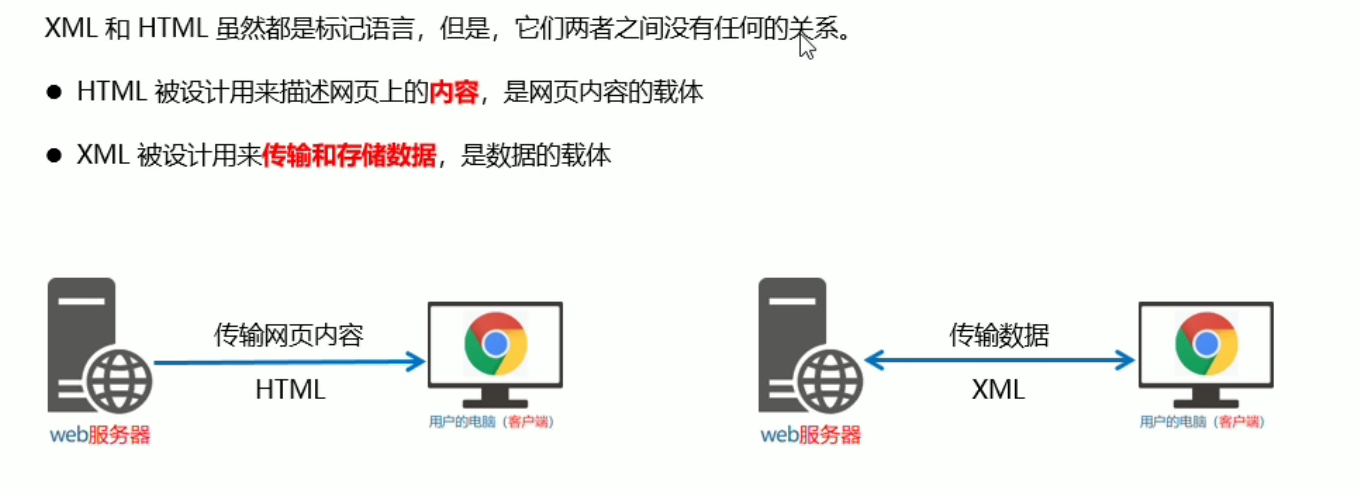 XML 和 HTML 虽然都是标记语言，但是，它们两者之间没有任何的关系。
● HTML 被设计用来描述网页上的内容，是网页内容的载体
● XML 被设计用来传输和存储数据，是数据的载体
传输网页内容
HTML
web服务器
用户的电脑（客户端）
传输数据
XML
web服务器
用户的电脑（客户端）